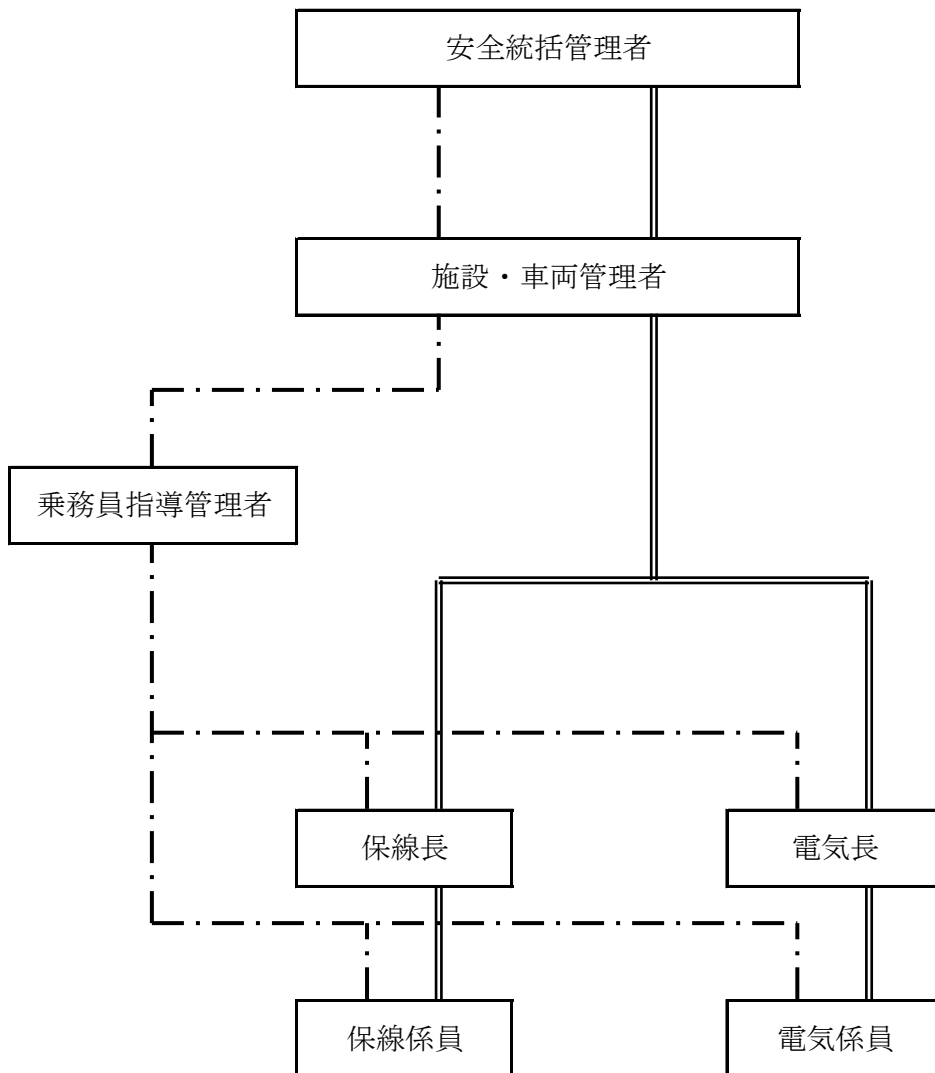 安全統括管理者
施設・車両管理者
乗務員指導管理者
保線長
電気長
保線係員
電気係員